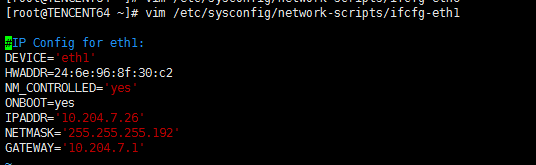 [root@TENCENT64 ~]# vim /etc/sysconfig/network-scripts/ifcfg-eth1
#IP Config for eth1:
DEVICE='eth1'
HWADDR=24:6e:96:8f:30:c2
NM_CONTROLLED='yes'
ONBOOT=yes
IPADDR='10.204.7.26'
NETMASK='255.255.255.192'
GATEWAY='10.204.7.1'
~